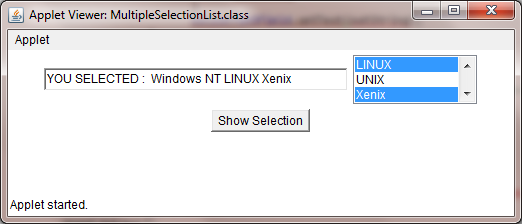 Applet Viewer: MultipleSelectionList.class
Applet
YOU SELECTED :  Windows NT LINUX Xenix
LINUX
UNIX
Xenix
Show Selection
Applet started.